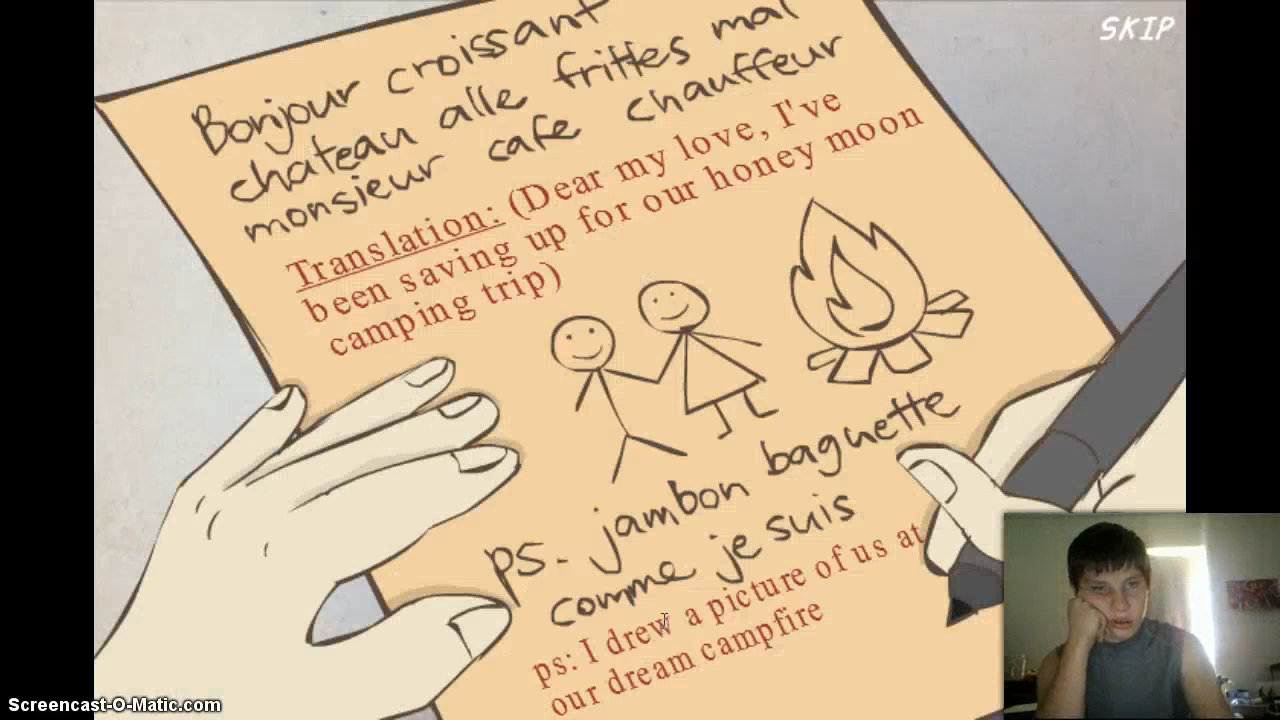 SKIP
Bonjour croissant
chateau alle frittes mal
monsieur cafe chauffeur
Translation: (Dear my love, I've
been saving up for our honey moon
camping trip)
ps. jambon baguette
comme je suis
ps: I drew a picture of us at
our dream campfire
Screencast-O-Matic.com